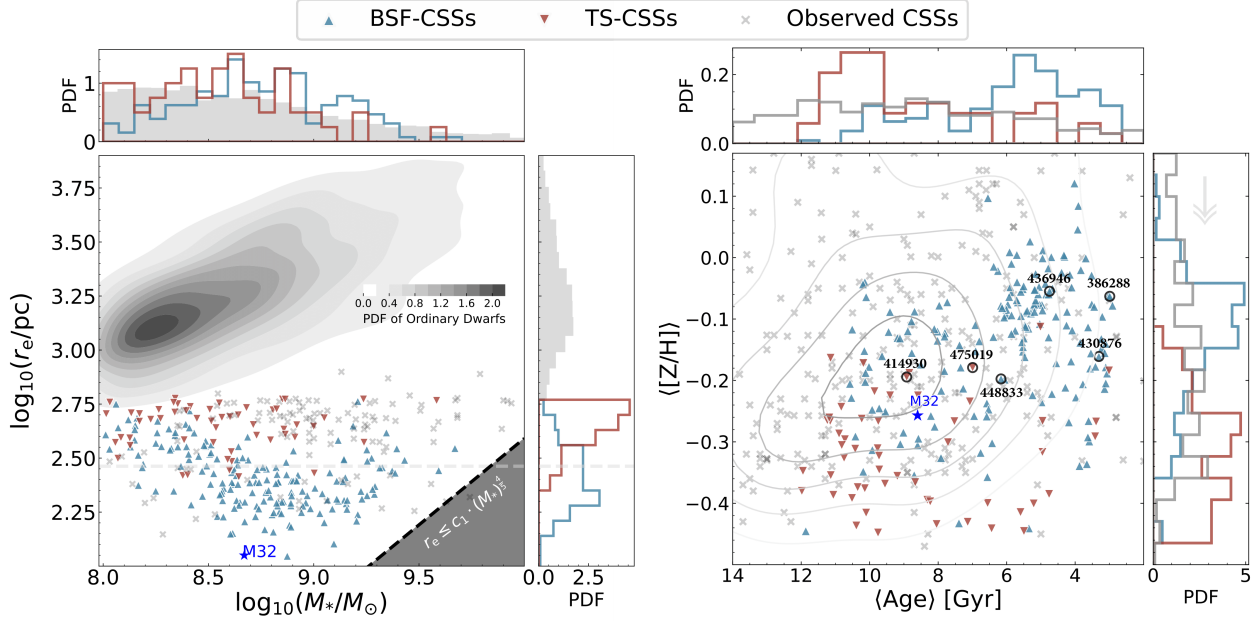 BSF-CSSs TS-CSSs Observed CSSs
PDF
1
0
log₁₀(rₑ/pc)
3.75
3.50
3.25
3.00
2.75
2.50
2.25
0.0 0.4 0.8 1.2 1.6 2.0
PDF of Ordinary Dwarfs
rₑ ≤ c₁ · (M*)^⅘
M32
8.0 8.5 9.0 9.5
log₁₀(M*/M⊙)
0.0 2.5
PDF
PDF
0.2
0.0
⟨[Z/H]⟩
0.1
0.0
−0.1
−0.2
−0.3
−0.4
436946
386288
430876
414930
475019
448833
M32
14 12 10 8 6 4
⟨Age⟩ [Gyr]
0 5
PDF